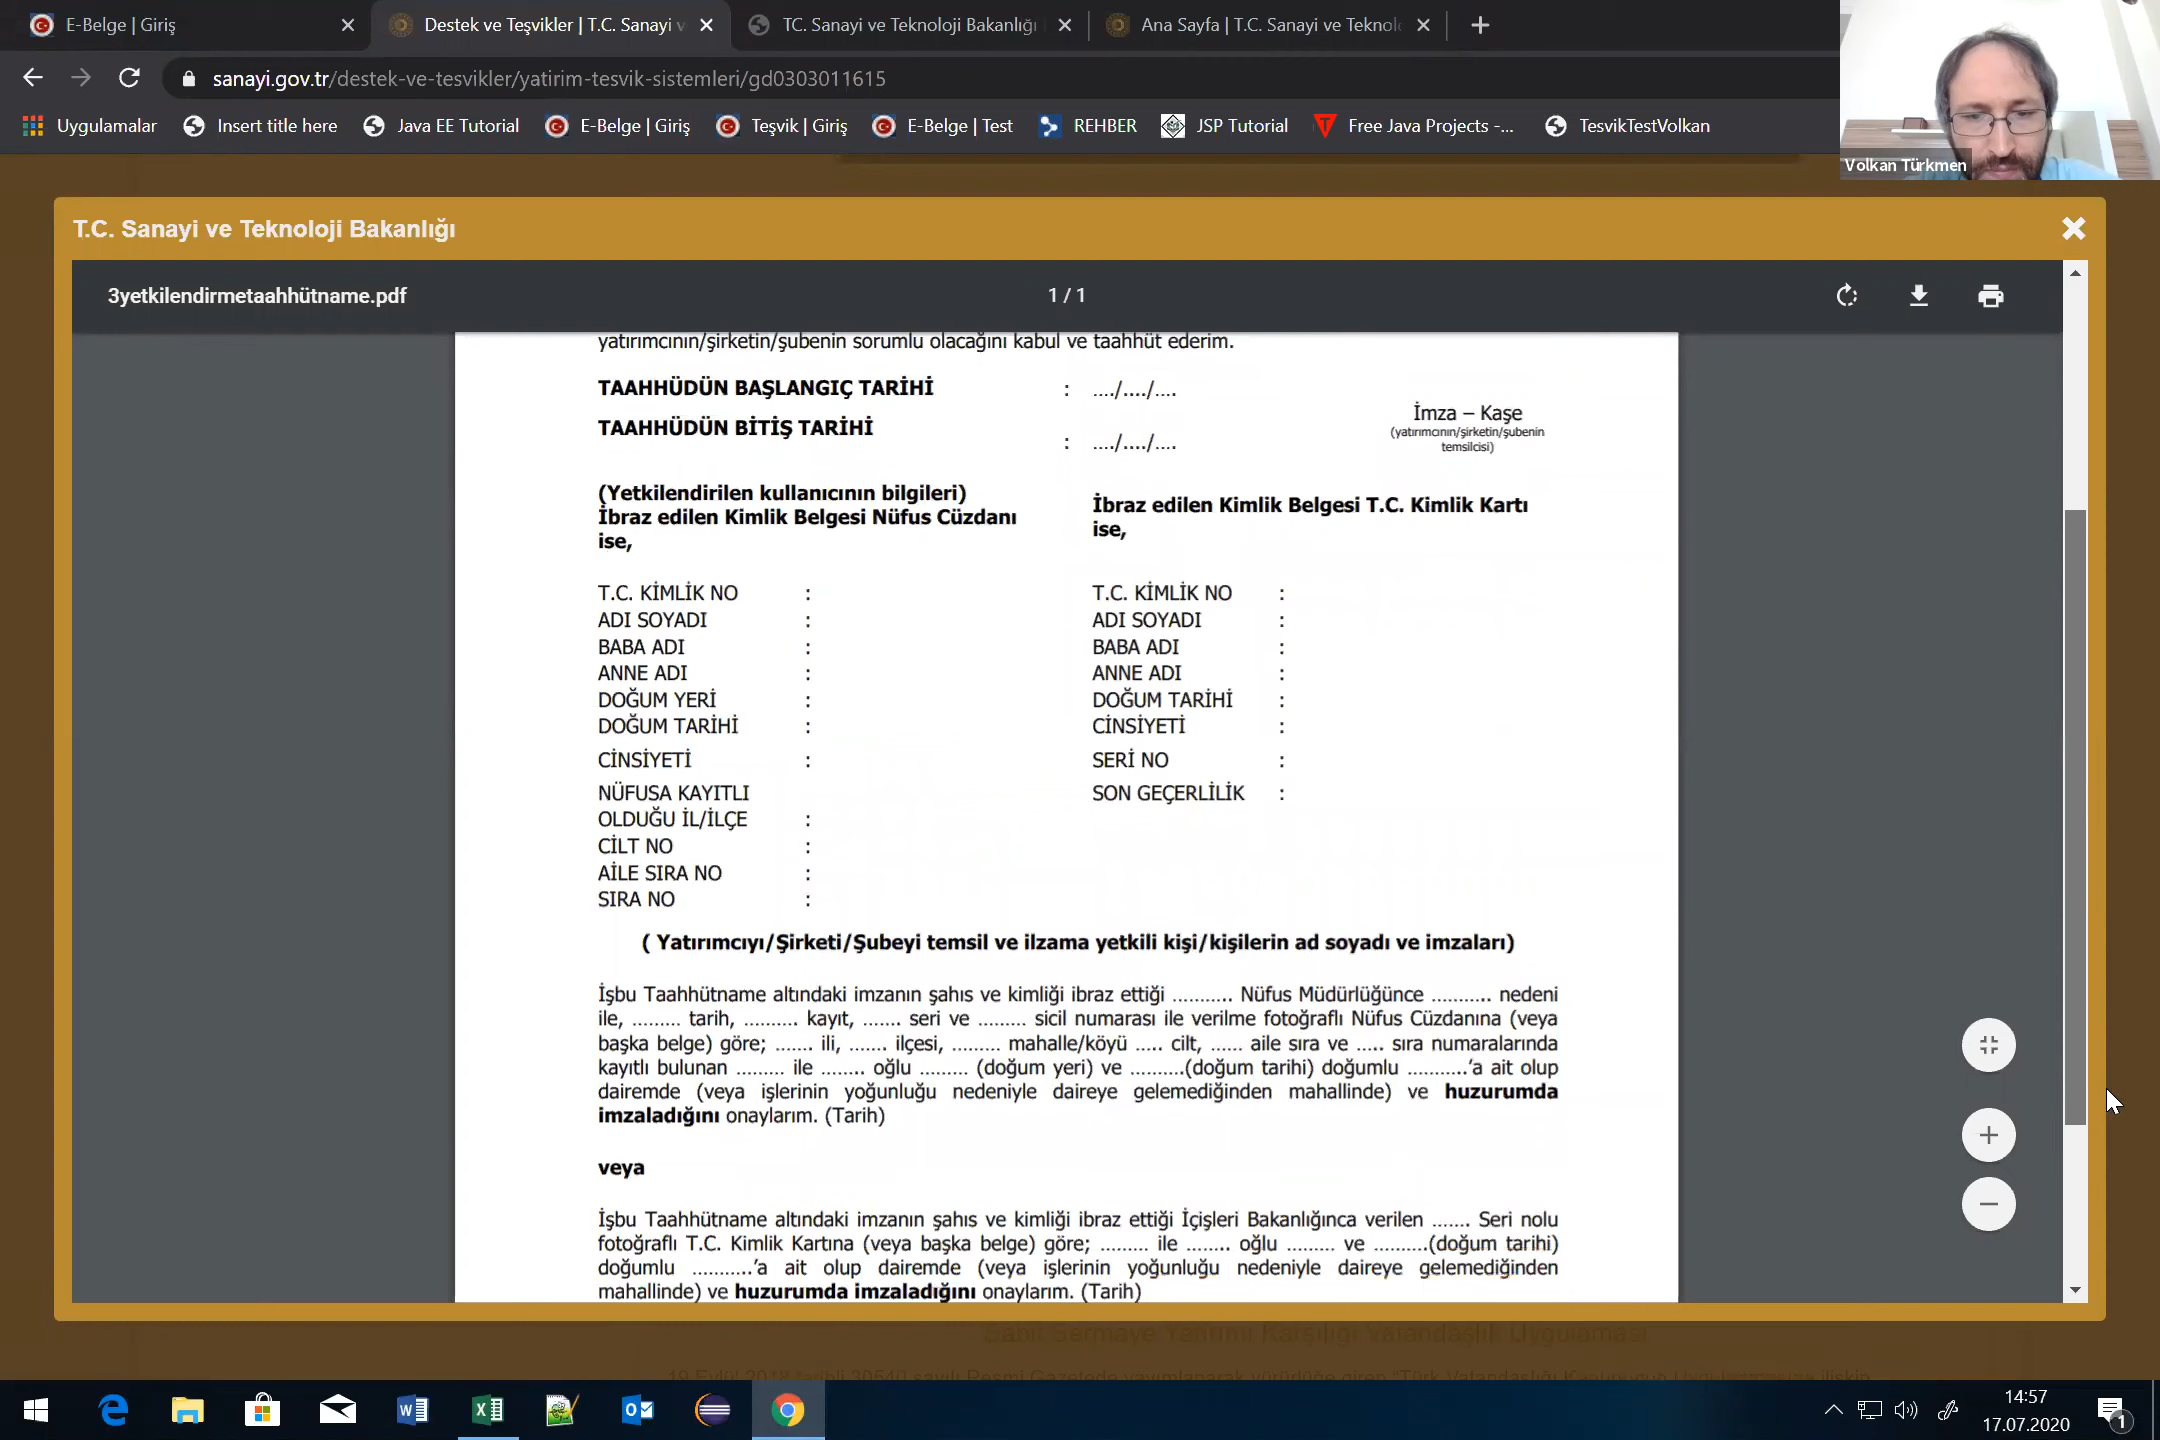 E-Belge | Giriş
Destek ve Teşvikler | T.C. Sanayi v
TC. Sanayi ve Teknoloji Bakanlığı
Ana Sayfa | T.C. Sanayi ve Teknolo
sanayi.gov.tr/destek-ve-tesvikler/yatirim-tesvik-sistemleri/gd0303011615
Uygulamalar
Insert title here
Java EE Tutorial
E-Belge | Giriş
Teşvik | Giriş
E-Belge | Test
REHBER
JSP Tutorial
Free Java Projects -...
TesvikTestVolkan
Volkan Türkmen
T.C. Sanayi ve Teknoloji Bakanlığı
3yetkilendirmetaahhütname.pdf
1 / 1
yatırımcının/şirketin/şubenin sorumlu olacağını kabul ve taahhüt ederim.
TAAHHÜDÜN BAŞLANGIÇ TARİHİ : ..../..../....
TAAHHÜDÜN BİTİŞ TARİHİ : ..../..../....
İmza – Kaşe
(yatırımcının/şirketin/şubenin
temsilcisi)
(Yetkilendirilen kullanıcının bilgileri)
İbraz edilen Kimlik Belgesi Nüfus Cüzdanı
ise,
T.C. KİMLİK NO :
ADI SOYADI :
BABA ADI :
ANNE ADI :
DOĞUM YERİ :
DOĞUM TARİHİ :
CİNSİYETİ :
NÜFUSA KAYITLI
OLDUĞU İL/İLÇE :
CİLT NO :
AİLE SIRA NO :
SIRA NO :
İbraz edilen Kimlik Belgesi T.C. Kimlik Kartı
ise,
T.C. KİMLİK NO :
ADI SOYADI :
BABA ADI :
ANNE ADI :
DOĞUM TARİHİ :
CİNSİYETİ :
SERİ NO :
SON GEÇERLİLİK :
( Yatırımcıyı/Şirketi/Şubeyi temsil ve ilzama yetkili kişi/kişilerin ad soyadı ve imzaları)
İşbu Taahhütname altındaki imzanın şahıs ve kimliği ibraz ettiği ........... Nüfus Müdürlüğünce ........... nedeni
ile, ......... tarih, .......... kayıt, ....... seri ve ......... sicil numarası ile verilme fotoğraflı Nüfus Cüzdanına (veya
başka belge) göre; ....... ili, ....... ilçesi, ......... mahalle/köyü ..... cilt, ...... aile sıra ve ..... sıra numaralarında
kayıtlı bulunan ......... ile ........ oğlu ......... (doğum yeri) ve ..........(doğum tarihi) doğumlu ...........'a ait olup
dairemde (veya işlerinin yoğunluğu nedeniyle daireye gelemediğinden mahallinde) ve huzurumda
imzaladığını onaylarım. (Tarih)
veya
İşbu Taahhütname altındaki imzanın şahıs ve kimliği ibraz ettiği İçişleri Bakanlığınca verilen ....... Seri nolu
fotoğraflı T.C. Kimlik Kartına (veya başka belge) göre; ......... ile ........ oğlu ......... ve ..........(doğum tarihi)
doğumlu ...........'a ait olup dairemde (veya işlerinin yoğunluğu nedeniyle daireye gelemediğinden
mahallinde) ve huzurumda imzaladığını onaylarım. (Tarih)
Sabit Sermaye Yatırımı Karşılığı Vatandaşlık Uygulaması
14:57
17.07.2020
1